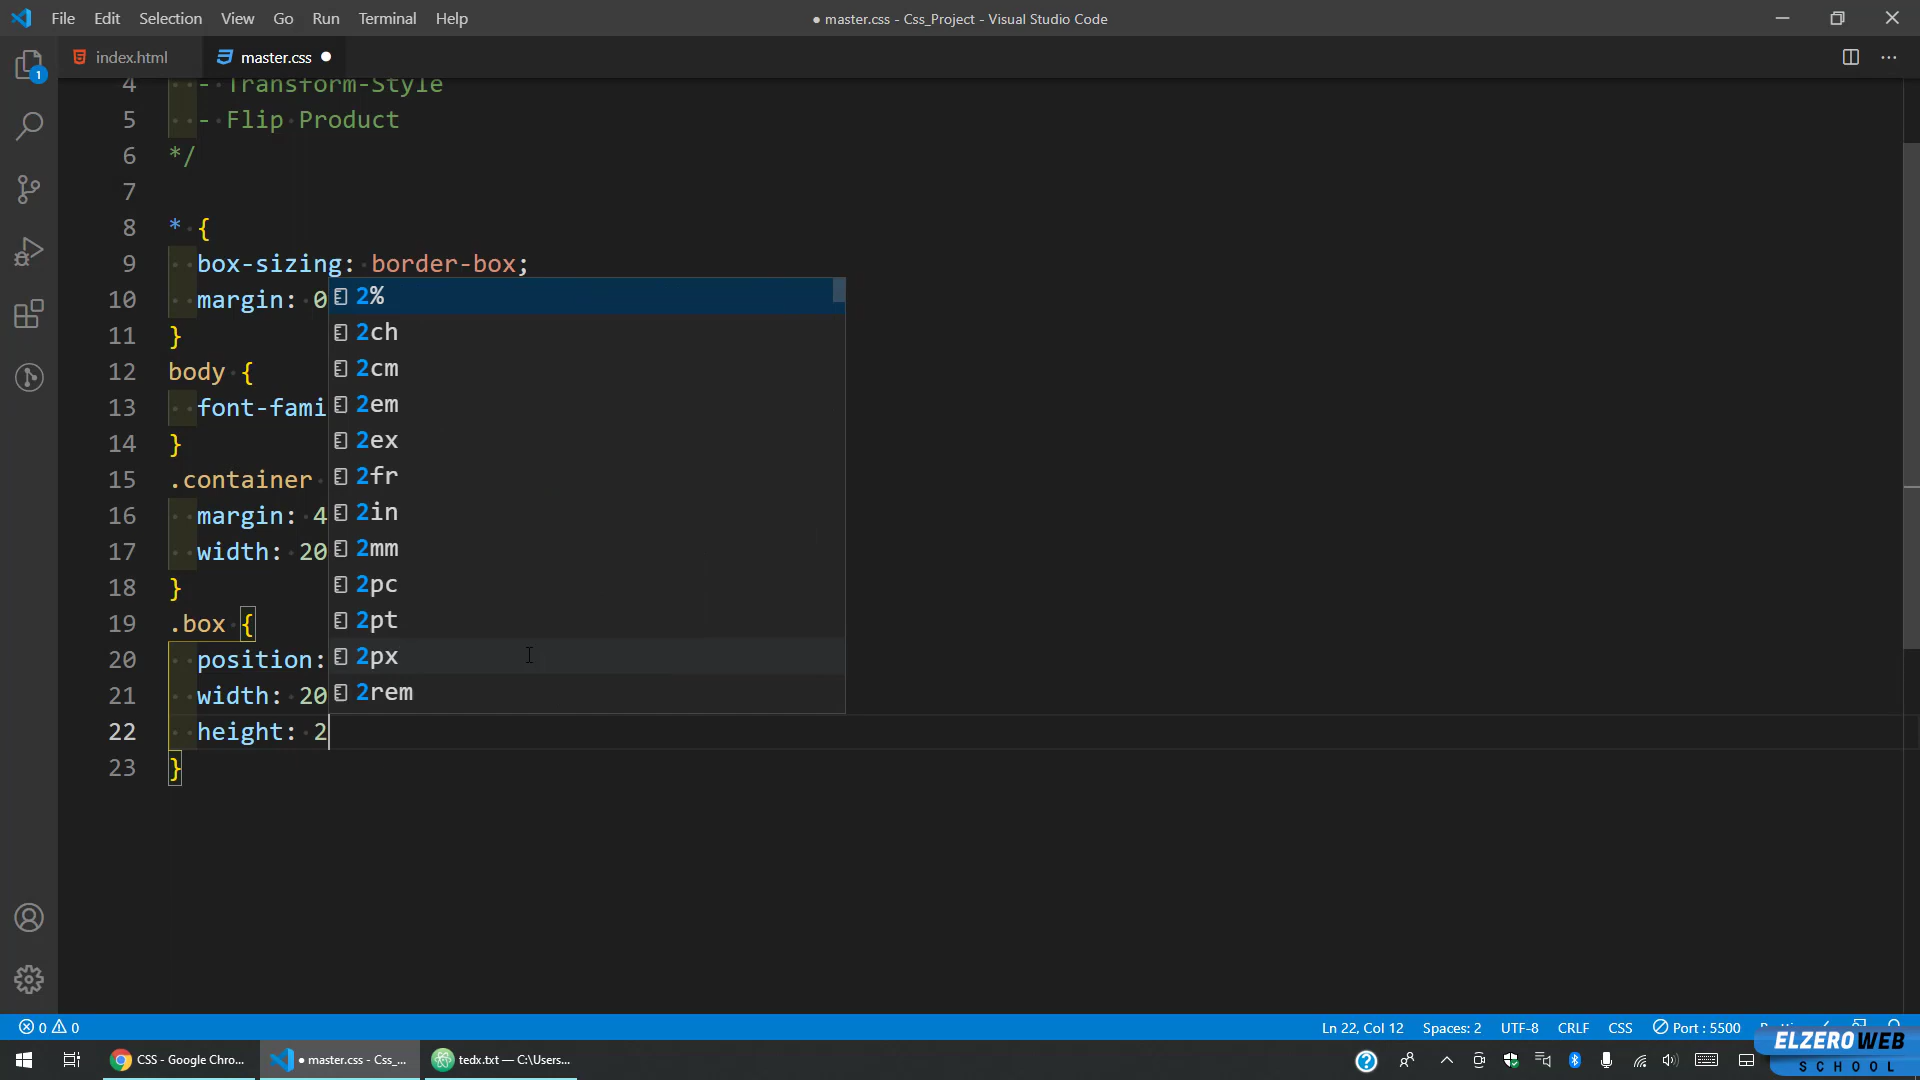 File Edit Selection View Go Run Terminal Help
● master.css - Css_Project - Visual Studio Code
index.html
master.css ●
1
4 - Transform-Style
5 - Flip Product
6 */
7
8 * {
9 box-sizing: border-box;
10 margin: 0
11 }
12 body {
13 font-fami
14 }
15 .container
16 margin: 4
17 width: 20
18 }
19 .box {
20 position:
21 width: 20
22 height: 2
23 }
2%
2ch
2cm
2em
2ex
2fr
2in
2mm
2pc
2pt
2px
2rem
0 0
Ln 22, Col 12 Spaces: 2 UTF-8 CRLF CSS Port : 5500
CSS - Google Chro...
● master.css - Css_...
tedx.txt — C:\Users...
ELZEROWEB
SCHOOL